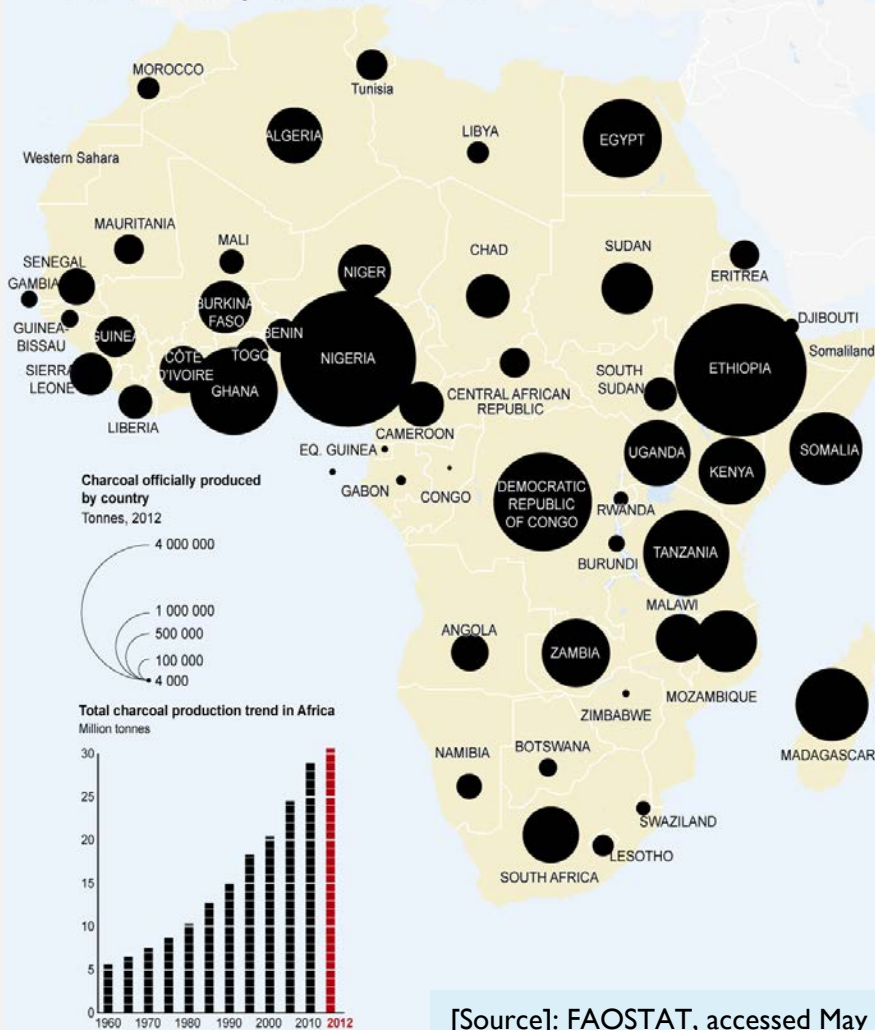 MOROCCO
Tunisia
ALGERIA
LIBYA
EGYPT
Western Sahara
MAURITANIA
MALI
NIGER
CHAD
SUDAN
ERITREA
SENEGAL
GAMBIA
BURKINA
FASO
DJIBOUTI
GUINEA-
BISSAU
GUINEA
BENIN
Somaliland
CÔTE
D'IVOIRE
TOGO
NIGERIA
ETHIOPIA
SIERRA
LEONE
GHANA
SOUTH
SUDAN
CENTRAL AFRICAN
REPUBLIC
LIBERIA
CAMEROON
EQ. GUINEA
UGANDA
SOMALIA
KENYA
GABON
CONGO
DEMOCRATIC
REPUBLIC
OF CONGO
RWANDA
BURUNDI
TANZANIA
MALAWI
ANGOLA
ZAMBIA
MOZAMBIQUE
ZIMBABWE
MADAGASCAR
NAMIBIA
BOTSWANA
SWAZILAND
LESOTHO
SOUTH AFRICA
Charcoal officially produced
by country
Tonnes, 2012
4 000 000
1 000 000
500 000
100 000
4 000
Total charcoal production trend in Africa
Million tonnes
30
25
20
15
10
5
0
1960 1970 1980 1990 2000 2010 2012
[Source]: FAOSTAT, accessed May